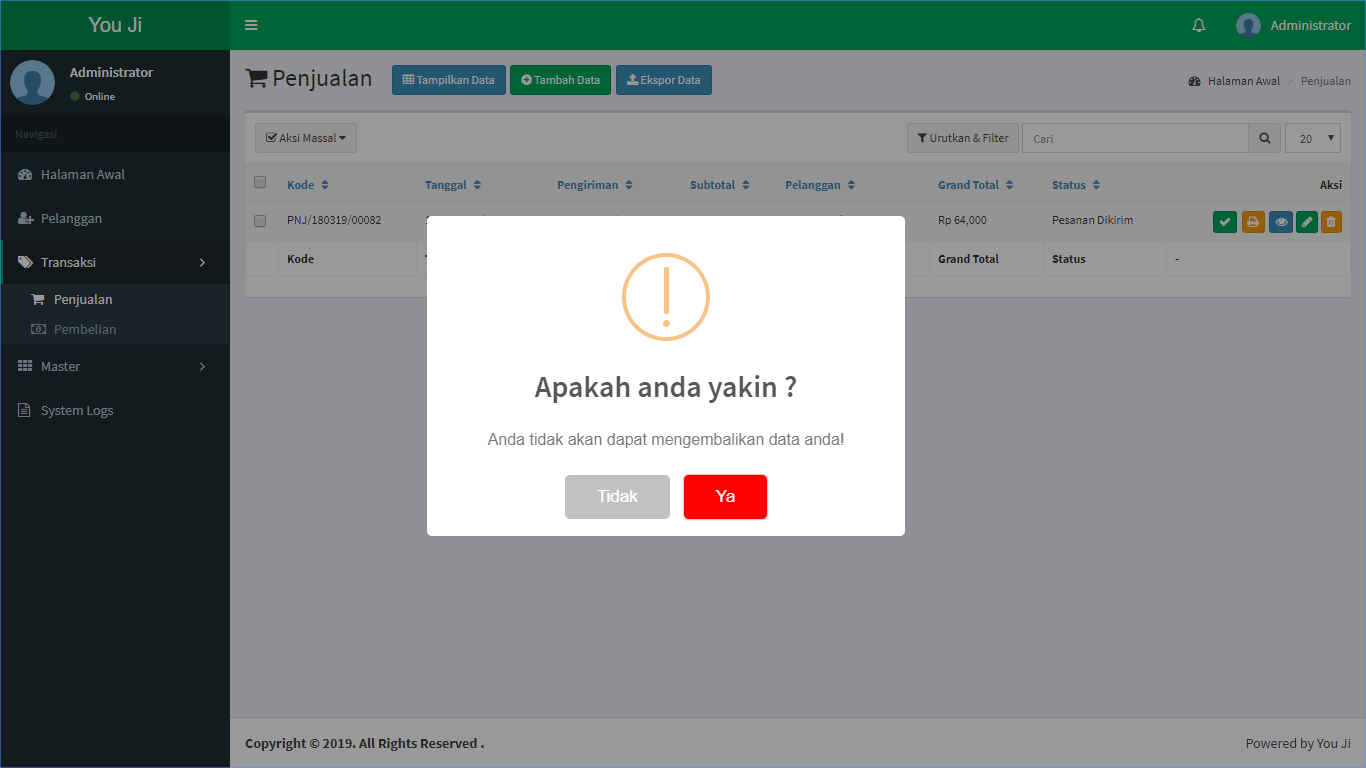 You Ji
Administrator
Administrator
Online
Navigasi
Halaman Awal
Pelanggan
Transaksi
Penjualan
Pembelian
Master
System Logs
Penjualan
Tampilkan Data
Tambah Data
Ekspor Data
Halaman Awal > Penjualan
Aksi Massal
Urutkan & Filter
Cari
20
Kode Tanggal Pengiriman Subtotal Pelanggan Grand Total Status Aksi
PNJ/180319/00082 Rp 64,000 Pesanan Dikirim
Kode Grand Total Status -
Apakah anda yakin ?
Anda tidak akan dapat mengembalikan data anda!
Tidak
Ya
Copyright © 2019. All Rights Reserved .
Powered by You Ji